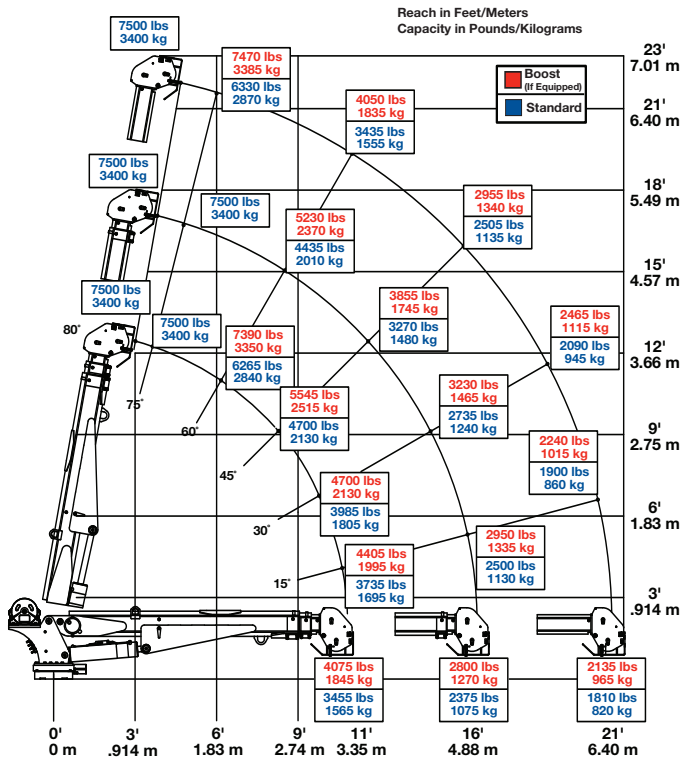 Reach in Feet/Meters
Capacity in Pounds/Kilograms
7500 lbs
3400 kg
23'
7.01 m
7470 lbs
3385 kg
6330 lbs
2870 kg
Boost
(If Equipped)
Standard
4050 lbs
1835 kg
3435 lbs
1555 kg
21'
6.40 m
7500 lbs
3400 kg
18'
5.49 m
7500 lbs
3400 kg
2955 lbs
1340 kg
2505 lbs
1135 kg
5230 lbs
2370 kg
4435 lbs
2010 kg
15'
4.57 m
7500 lbs
3400 kg
3855 lbs
1745 kg
3270 lbs
1480 kg
2465 lbs
1115 kg
2090 lbs
945 kg
80°
7500 lbs
3400 kg
7390 lbs
3350 kg
6265 lbs
2840 kg
12'
3.66 m
75°
5545 lbs
2515 kg
4700 lbs
2130 kg
3230 lbs
1465 kg
2735 lbs
1240 kg
60°
9'
2.75 m
2240 lbs
1015 kg
1900 lbs
860 kg
45°
4700 lbs
2130 kg
3985 lbs
1805 kg
6'
1.83 m
30°
2950 lbs
1335 kg
2500 lbs
1130 kg
4405 lbs
1995 kg
3735 lbs
1695 kg
15°
3'
.914 m
4075 lbs
1845 kg
3455 lbs
1565 kg
2800 lbs
1270 kg
2375 lbs
1075 kg
2135 lbs
965 kg
1810 lbs
820 kg
0'
0 m
3'
.914 m
6'
1.83 m
9'
2.74 m
11'
3.35 m
16'
4.88 m
21'
6.40 m